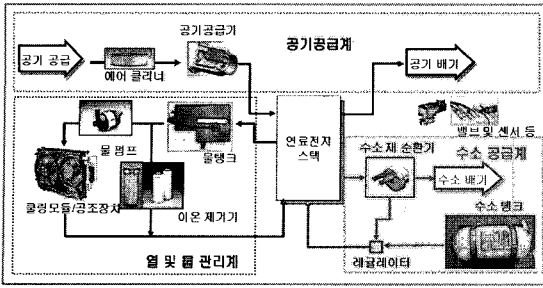 공기공급기
공기공급계
공기 공급
에어 클리너
공기 배기
밸브 및 센서 등
연료전지
스택
물 펌프
물탱크
수소 재 순환기
수소 공급계
수소 배기
쿨링모듈/공조장치
이온 제거기
수소 탱크
레귤레이터
열 및 물 관리계